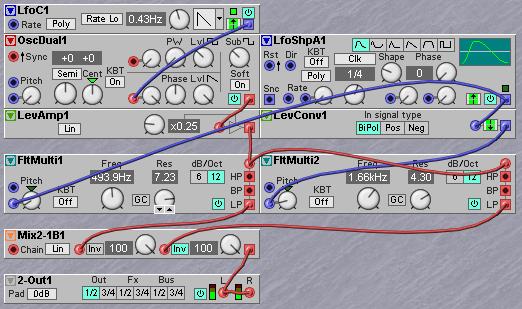 LfoC1
Rate Poly Rate Lo 0.43Hz
OscDual1
Sync +0 +0 PW Lvl Sub
Semi Cent KBT On Phase Lvl Soft On
Pitch
LfoShpA1
Rst Dir KBT Off Poly Clk 1/4 Shape Phase 0
Snc Rate
LevAmp1
Lin x0.25
LevConv1
In signal type
BiPol Pos Neg
FltMulti1
Freq Res dB/Oct
493.9Hz 7.23 6 12 HP
Pitch KBT Off GC BP
LP
FltMulti2
Freq Res dB/Oct
1.66kHz 4.30 6 12 HP
Pitch KBT Off GC BP
LP
Mix2-1B1
Chain Lin Inv 100 Inv 100
2-Out1
Out Fx Bus L R
Pad 0dB 1/2 3/4 1/2 3/4 1/2 3/4